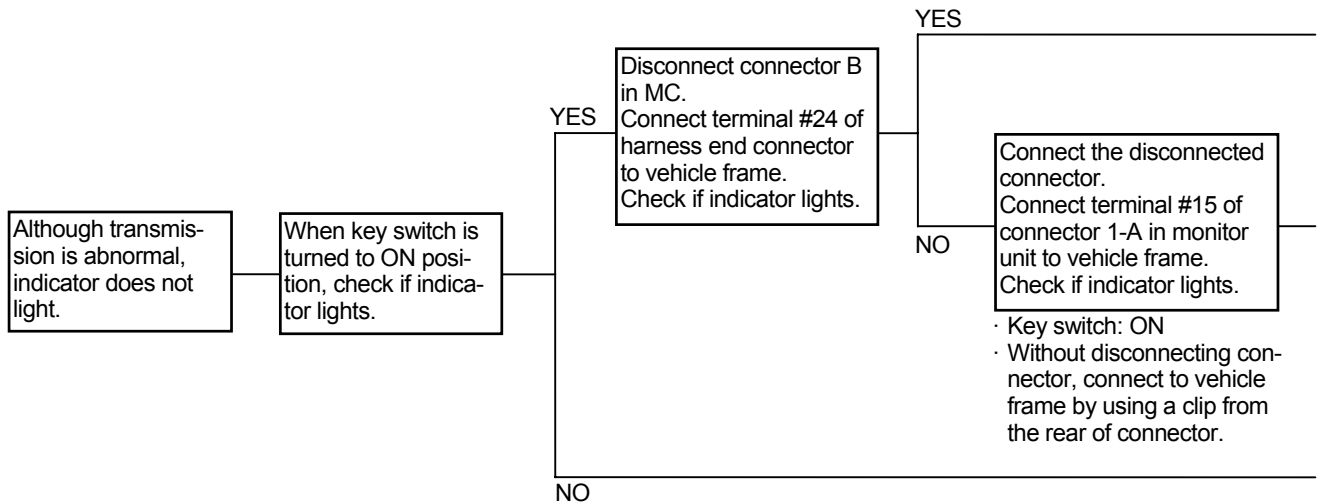 Although transmis-
sion is abnormal,
indicator does not
light.
When key switch is
turned to ON posi-
tion, check if indica-
tor lights.
YES
NO
Disconnect connector B
in MC.
Connect terminal #24 of
harness end connector
to vehicle frame.
Check if indicator lights.
YES
NO
Connect the disconnected
connector.
Connect terminal #15 of
connector 1-A in monitor
unit to vehicle frame.
Check if indicator lights.
· Key switch: ON
· Without disconnecting con-
nector, connect to vehicle
frame by using a clip from
the rear of connector.